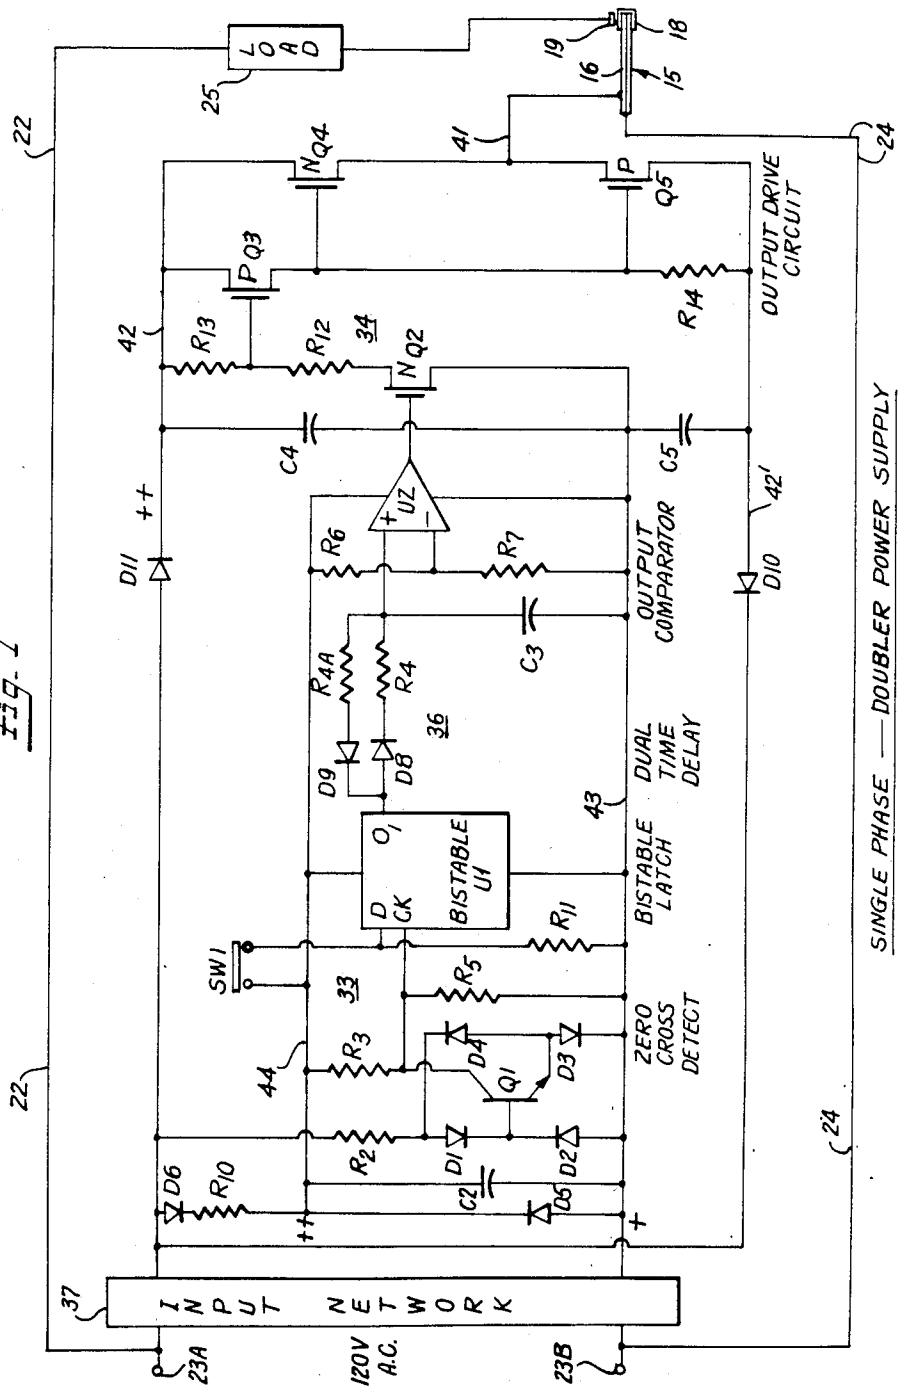 Fig. 1
22
22
LOAD
25
19
16
18
15
41
24
24
24
42
D11
++
R13
PQ3
NQ4
P
Q5
R12
34
NQ2
R14
OUTPUT DRIVE
CIRCUIT
C4
C5
42'
D10
UZ
+
−
R6
R7
OUTPUT
COMPARATOR
C3
R4A
R4
D9
D8
36
DUAL
TIME
DELAY
43
BISTABLE
U1
D
CK
O1
BISTABLE
LATCH
R11
SW1
33
R5
44
R3
D4
D3
Q1
ZERO
CROSS
DETECT
R2
D1
D2
D6
R10
C2
D5
++
+
37
INPUT NETWORK
23A
120V
A.C.
23B
SINGLE PHASE — DOUBLER POWER SUPPLY